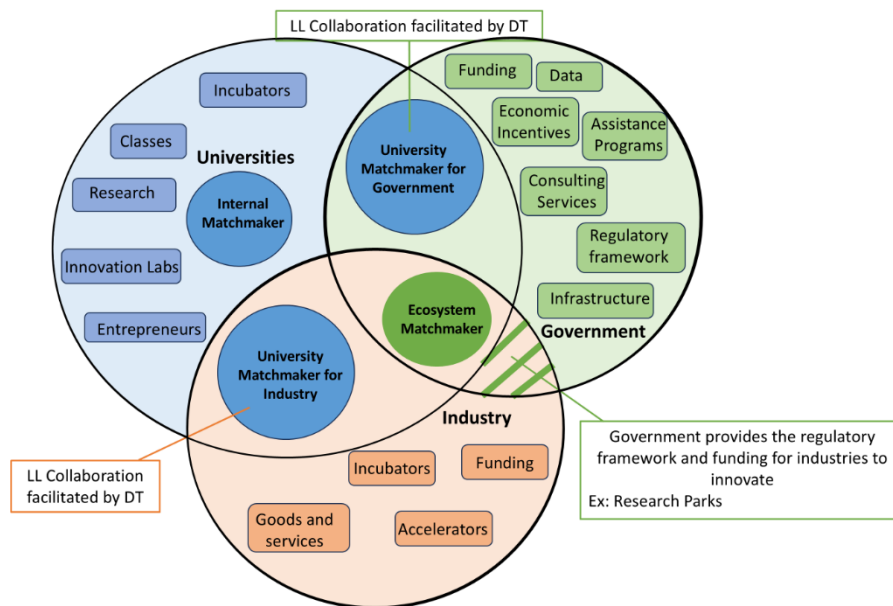 LL Collaboration facilitated by DT
Funding
Data
Incubators
Economic
Incentives
Assistance
Programs
Classes
Universities
University
Matchmaker for
Government
Research
Internal
Matchmaker
Consulting
Services
Regulatory
framework
Innovation Labs
Infrastructure
Entrepreneurs
Ecosystem
Matchmaker
Government
University
Matchmaker for
Industry
Industry
LL Collaboration
facilitated by DT
Incubators
Funding
Goods and
services
Accelerators
Government provides the regulatory
framework and funding for industries to
innovate
Ex: Research Parks